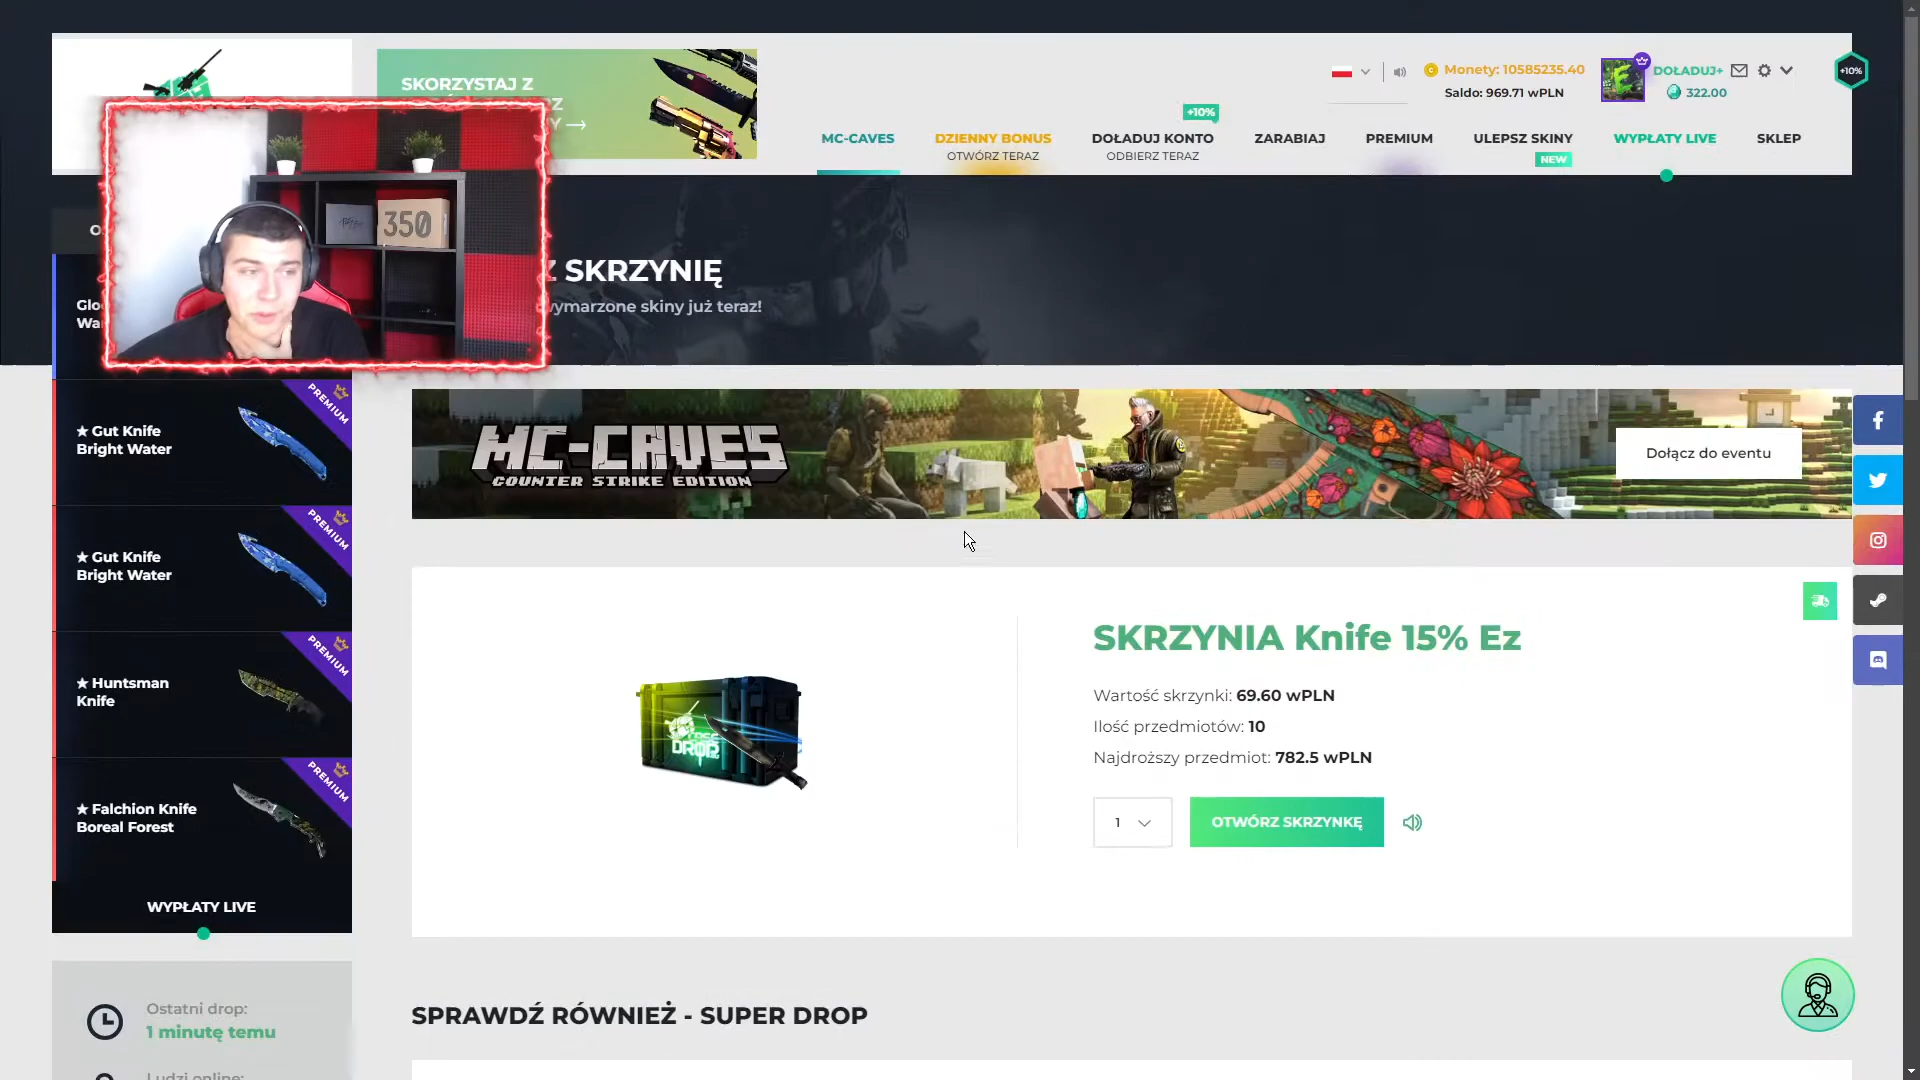 SKORZYSTAJ Z
Monety: 10585235.40
Saldo: 969.71 wPLN
DOŁADUJ+
322.00
+10%
+10%
MC-CAVES
DZIENNY BONUS
OTWÓRZ TERAZ
DOŁADUJ KONTO
ODBIERZ TERAZ
ZARABIAJ
PREMIUM
ULEPSZ SKINY
NEW
WYPŁATY LIVE
SKLEP
350
Z SKRZYNIĘ
wymarzone skiny już teraz!
PREMIUM
★ Gut Knife
Bright Water
PREMIUM
★ Gut Knife
Bright Water
PREMIUM
★ Huntsman
Knife
PREMIUM
★ Falchion Knife
Boreal Forest
WYPŁATY LIVE
Ostatni drop:
1 minutę temu
Ludzi online:
MC-CAVES
COUNTER STRIKE EDITION
Dołącz do eventu
DROP
SKRZYNIA Knife 15% Ez
Wartość skrzynki: 69.60 wPLN
Ilość przedmiotów: 10
Najdroższy przedmiot: 782.5 wPLN
1
OTWÓRZ SKRZYNKĘ
SPRAWDŹ RÓWNIEŻ - SUPER DROP